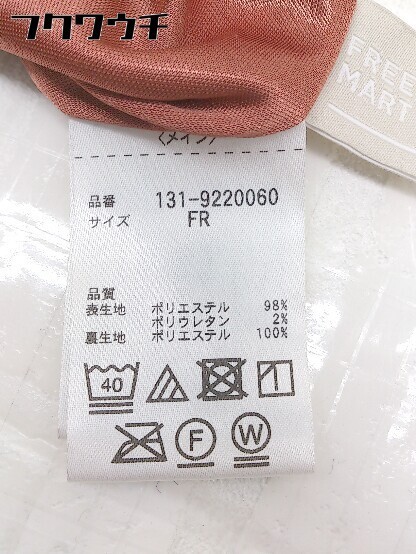 フクワウチ
FREE
MART
〈メイン〉
品番 131-9220060
サイズ FR
品質
表生地 ポリエステル 98%
ポリウレタン 2%
裏生地 ポリエステル 100%
40
F W